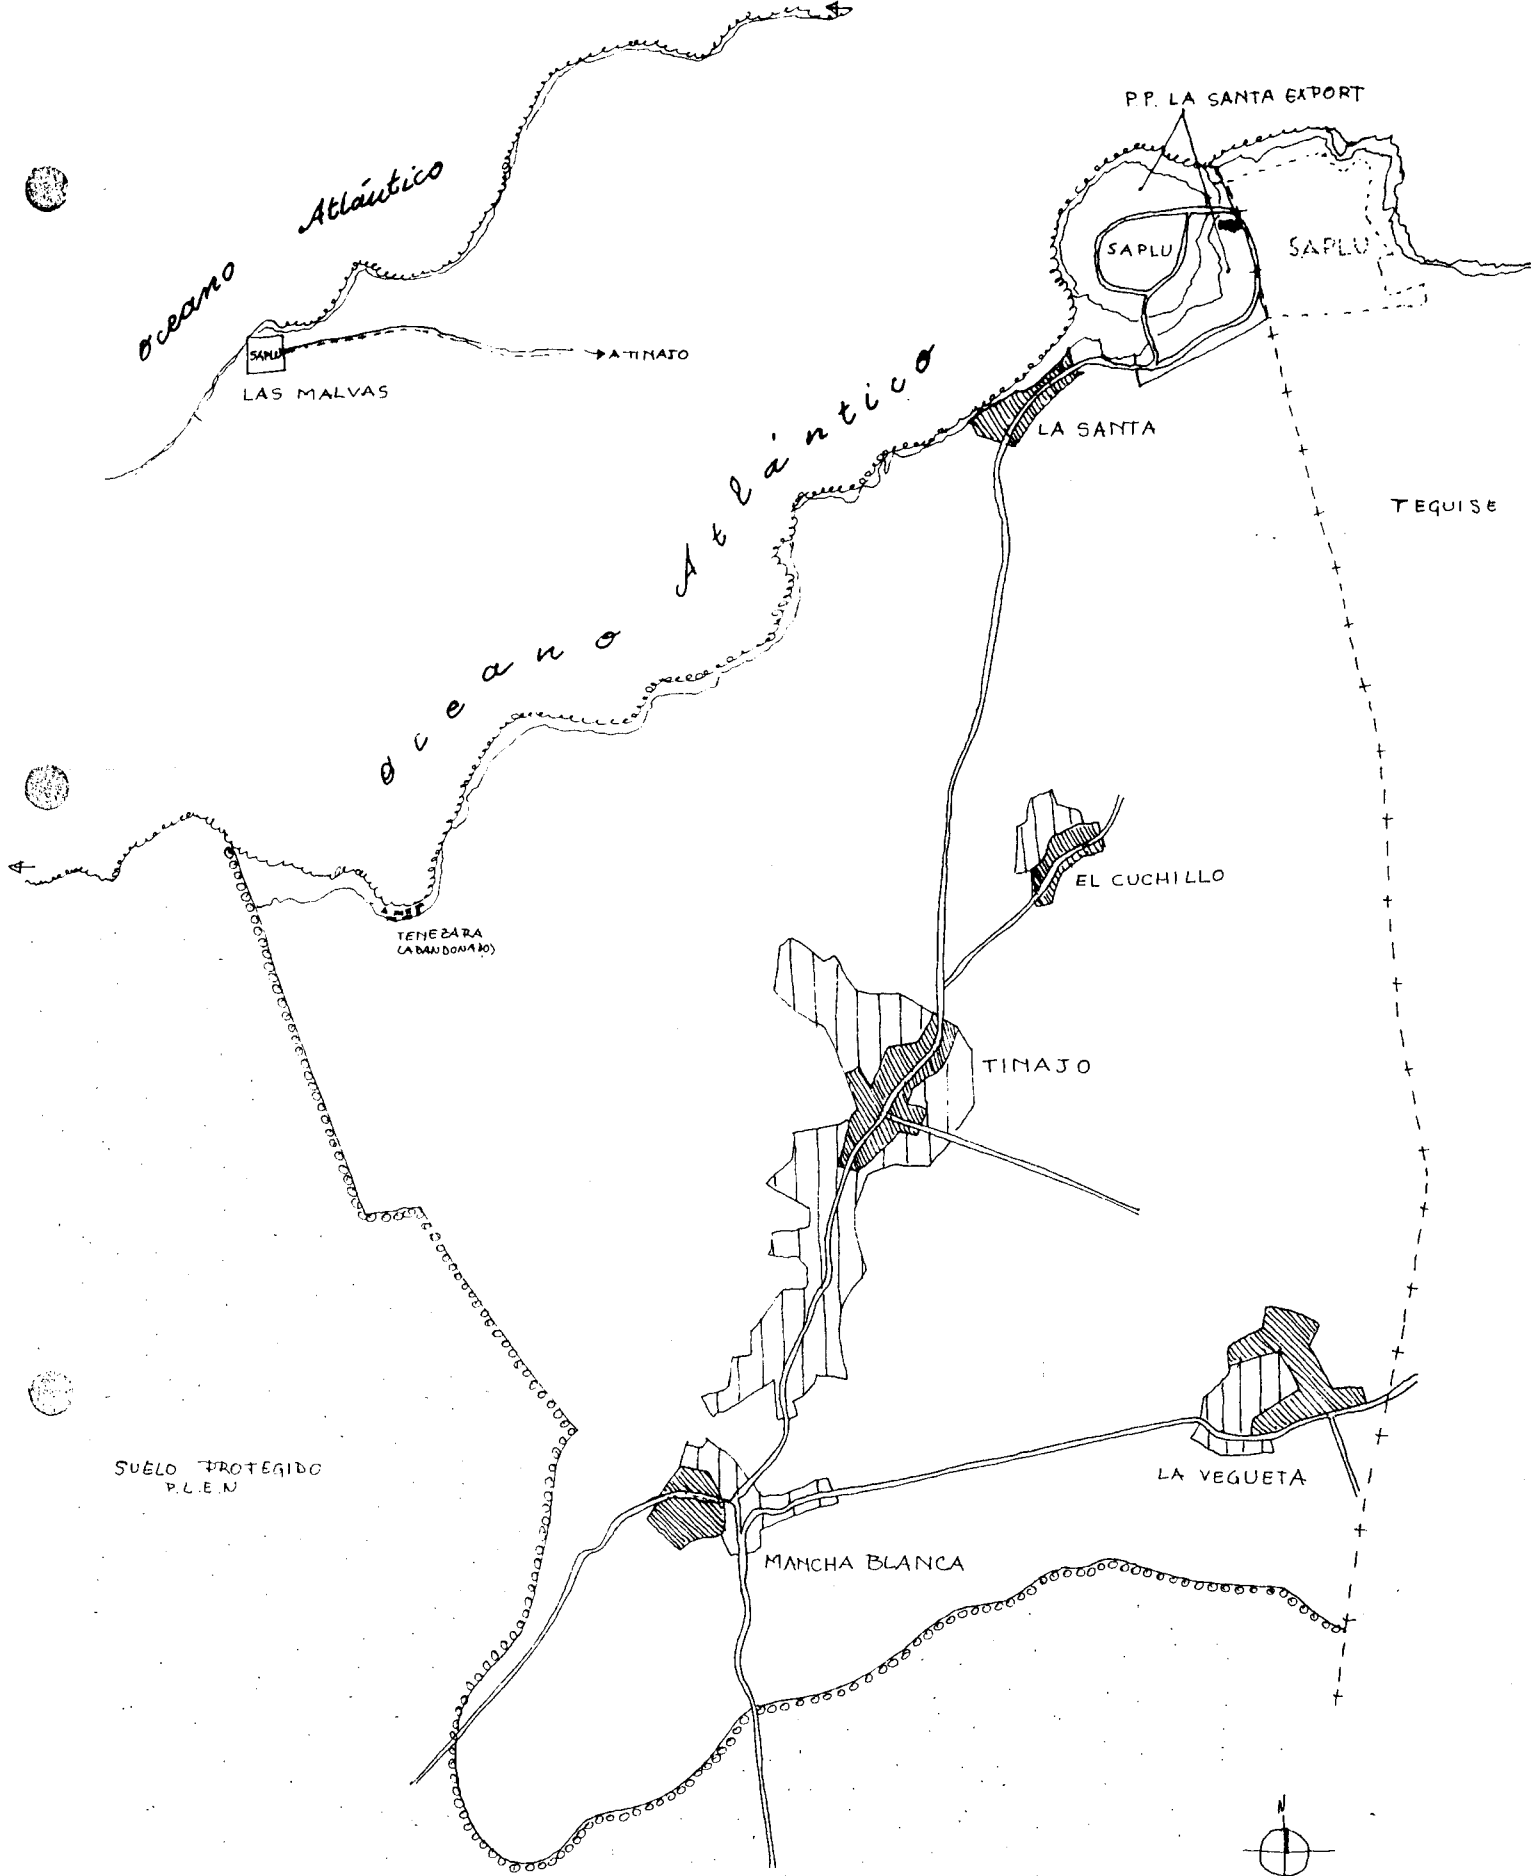 P.P. LA SANTA EXPORT
Atlántico
oceano
SAPLU
SAPLU
SAPLU
A TINAJO
LAS MALVAS
LA SANTA
oceano Atlántico
TEGUISE
EL CUCHILLO
TENEZARA
(ABANDONADO)
TINAJO
SUELO PROTEGIDO
P.L.E.N
LA VEGUETA
MANCHA BLANCA
N